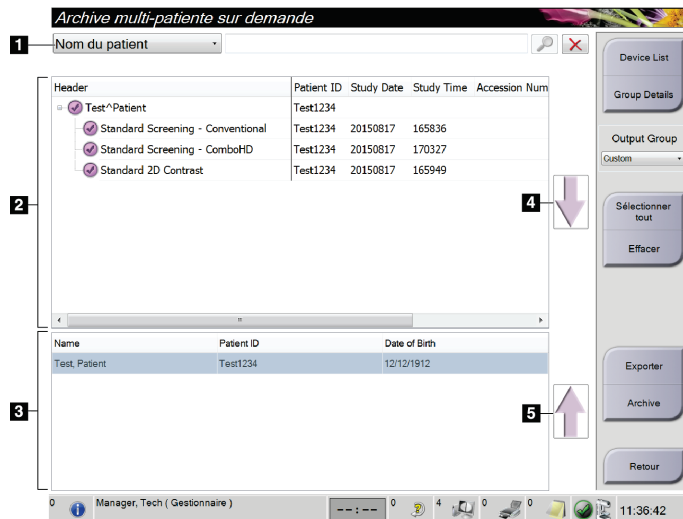 Archive multi-patiente sur demande
1
Nom du patient
Device List
Group Details
Output Group
Custom
Sélectionner tout
Effacer
Exporter
Archive
Retour
2
Header Patient ID Study Date Study Time Accession Num
Test^Patient Test1234
Standard Screening - Conventional Test1234 20150817 165836
Standard Screening - ComboHD Test1234 20150817 170327
Standard 2D Contrast Test1234 20150817 165949
4
3
Name Patient ID Date of Birth
Test, Patient Test1234 12/12/1912
5
0 Manager, Tech ( Gestionnaire ) --:-- 0 4 0 0 11:36:42